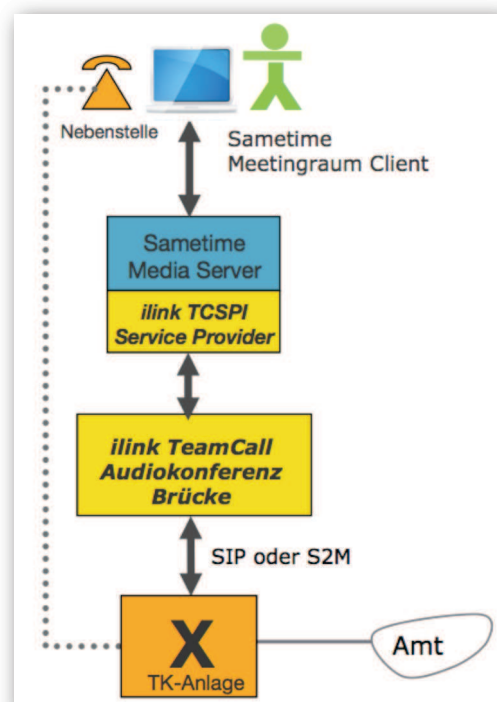 Nebenstelle
Sametime
Meetingraum Client
Sametime
Media Server
ilink TCSPI
Service Provider
ilink TeamCall
Audiokonferenz
Brücke
SIP oder S2M
X
TK-Anlage
Amt